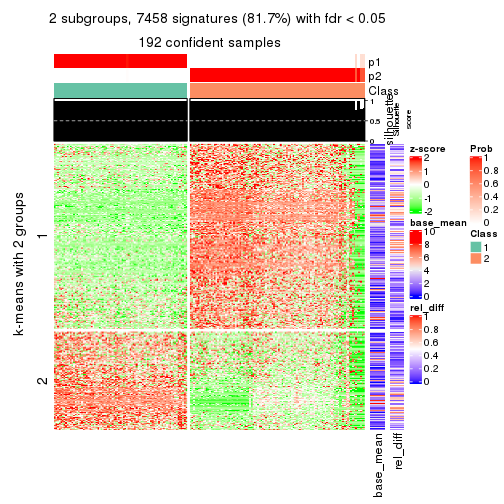 2 subgroups, 7458 signatures (81.7%) with fdr < 0.05
192 confident samples
p1
p2
Class
1
0.5
0
silhouette
Silhouette
score
k-means with 2 groups
1
2
z-score
2
1
0
-1
-2
base_mean
10
8
6
4
2
0
rel_diff
1
0.8
0.6
0.4
0.2
0
Prob
1
0.8
0.6
0.4
0.2
0
Class
1
2
base_mean
rel_diff